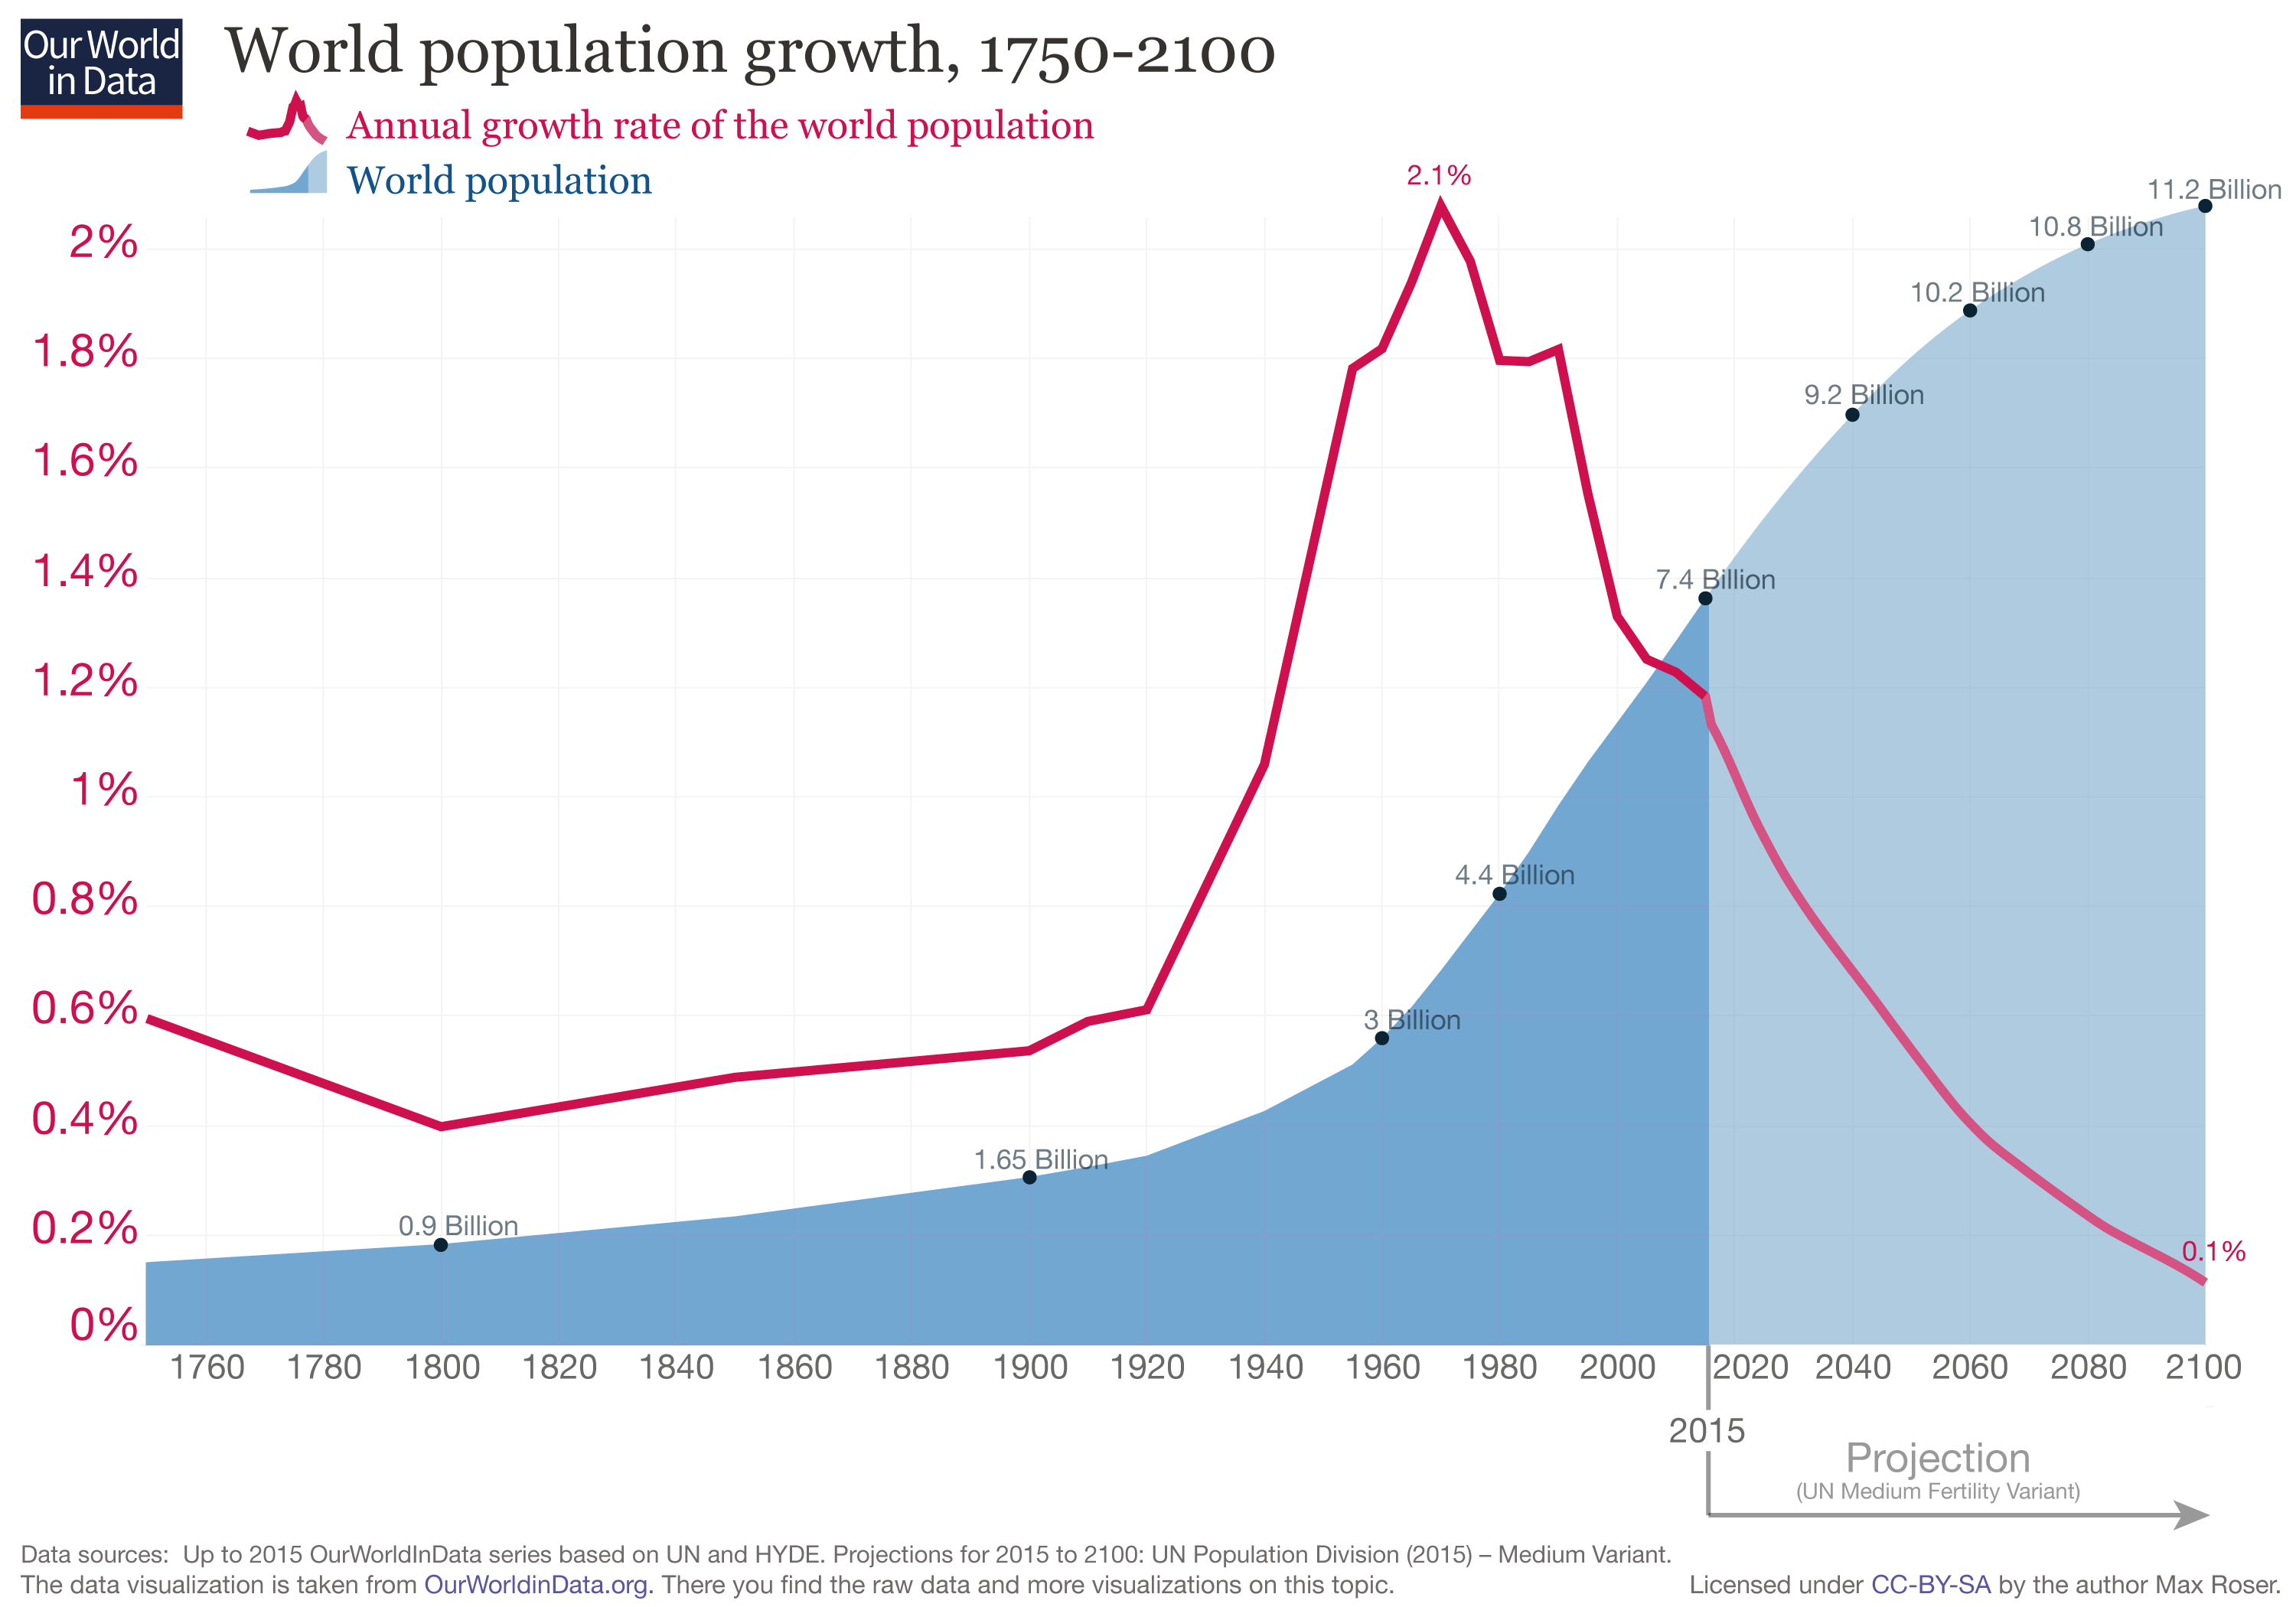 Our World
in Data
World population growth, 1750-2100
Annual growth rate of the world population
World population
2.1%
11.2 Billion
10.8 Billion
2%
10.2 Billion
1.8%
9.2 Billion
1.6%
1.4%
7.4 Billion
1.2%
1%
0.8%
4.4 Billion
0.6%
3 Billion
0.4%
1.65 Billion
0.2%
0.9 Billion
0.1%
0%
1760 1780 1800 1820 1840 1860 1880 1900 1920 1940 1960 1980 2000 2020 2040 2060 2080 2100
2015
Projection
(UN Medium Fertility Variant)
Data sources: Up to 2015 OurWorldInData series based on UN and HYDE. Projections for 2015 to 2100: UN Population Division (2015) – Medium Variant.
The data visualization is taken from OurWorldinData.org. There you find the raw data and more visualizations on this topic.
Licensed under CC-BY-SA by the author Max Roser.